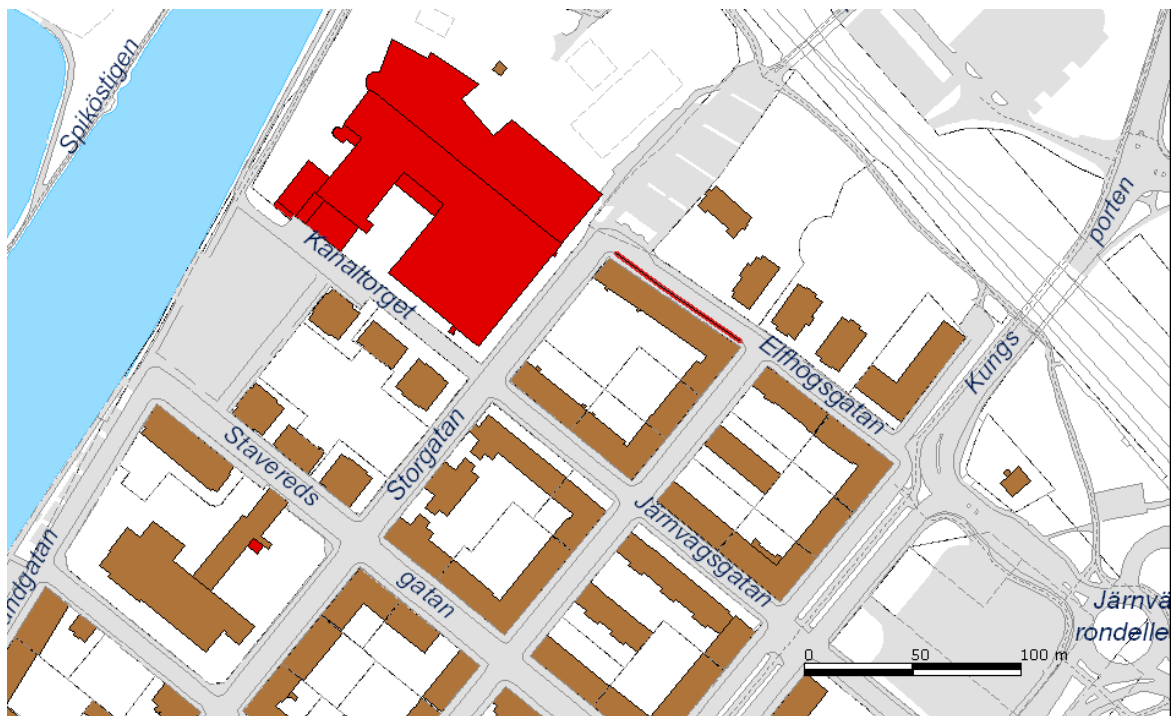 Spiköstigen
porten
Kanaltorget
Elfhögsgatan
Kungs
Stavereds
Storgatan
Järnvägsgatan
gatan
ndgatan
Järnvä
rondelle
0 50 100 m